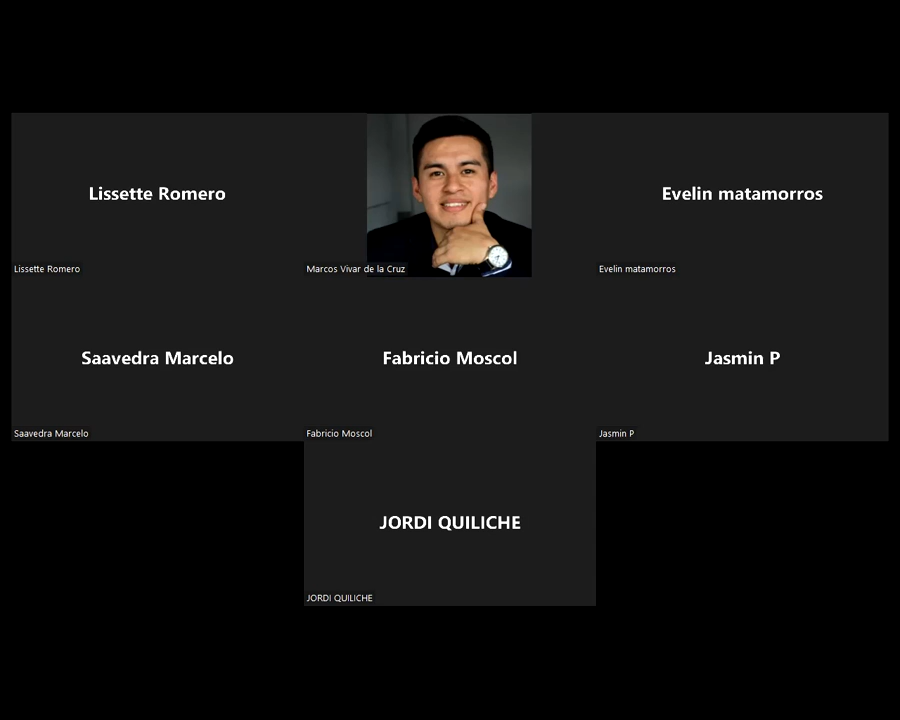 Lissette Romero
Lissette Romero
Marcos Vivar de la Cruz
Evelin matamorros
Evelin matamorros
Saavedra Marcelo
Saavedra Marcelo
Fabricio Moscol
Fabricio Moscol
Jasmin P
Jasmin P
JORDI QUILICHE
JORDI QUILICHE